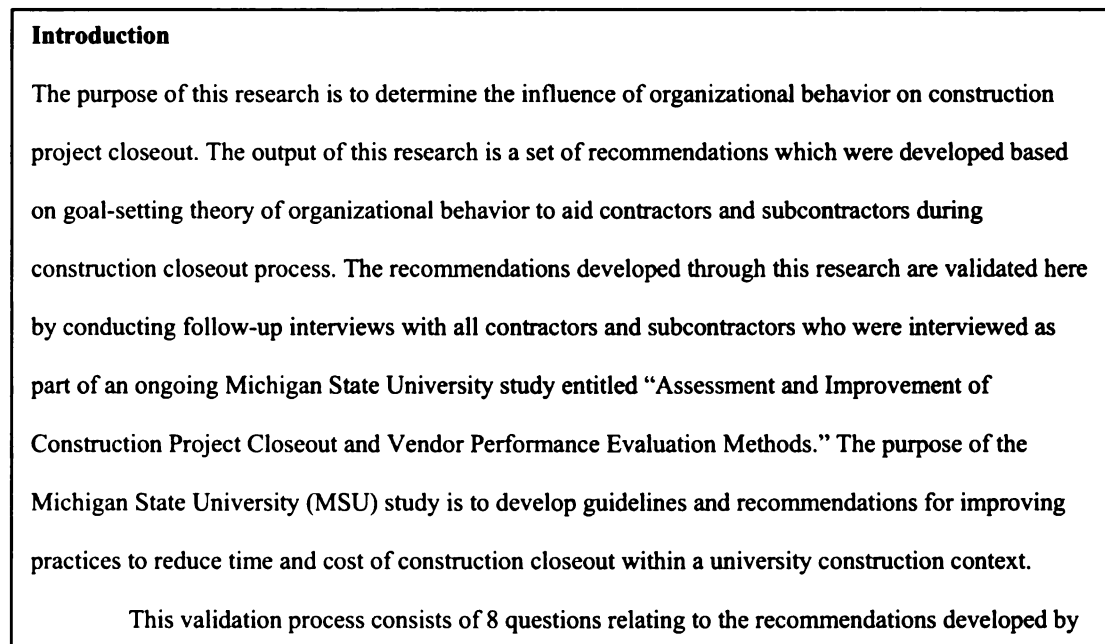 Introduction
The purpose of this research is to determine the influence of organizational behavior on construction
project closeout. The output of this research is a set of recommendations which were developed based
on goal-setting theory of organizational behavior to aid contractors and subcontractors during
construction closeout process. The recommendations developed through this research are validated here
by conducting follow-up interviews with all contractors and subcontractors who were interviewed as
part of an ongoing Michigan State University study entitled “Assessment and Improvement of
Construction Project Closeout and Vendor Performance Evaluation Methods.” The purpose of the
Michigan State University (MSU) study is to develop guidelines and recommendations for improving
practices to reduce time and cost of construction closeout within a university construction context.
This validation process consists of 8 questions relating to the recommendations developed by